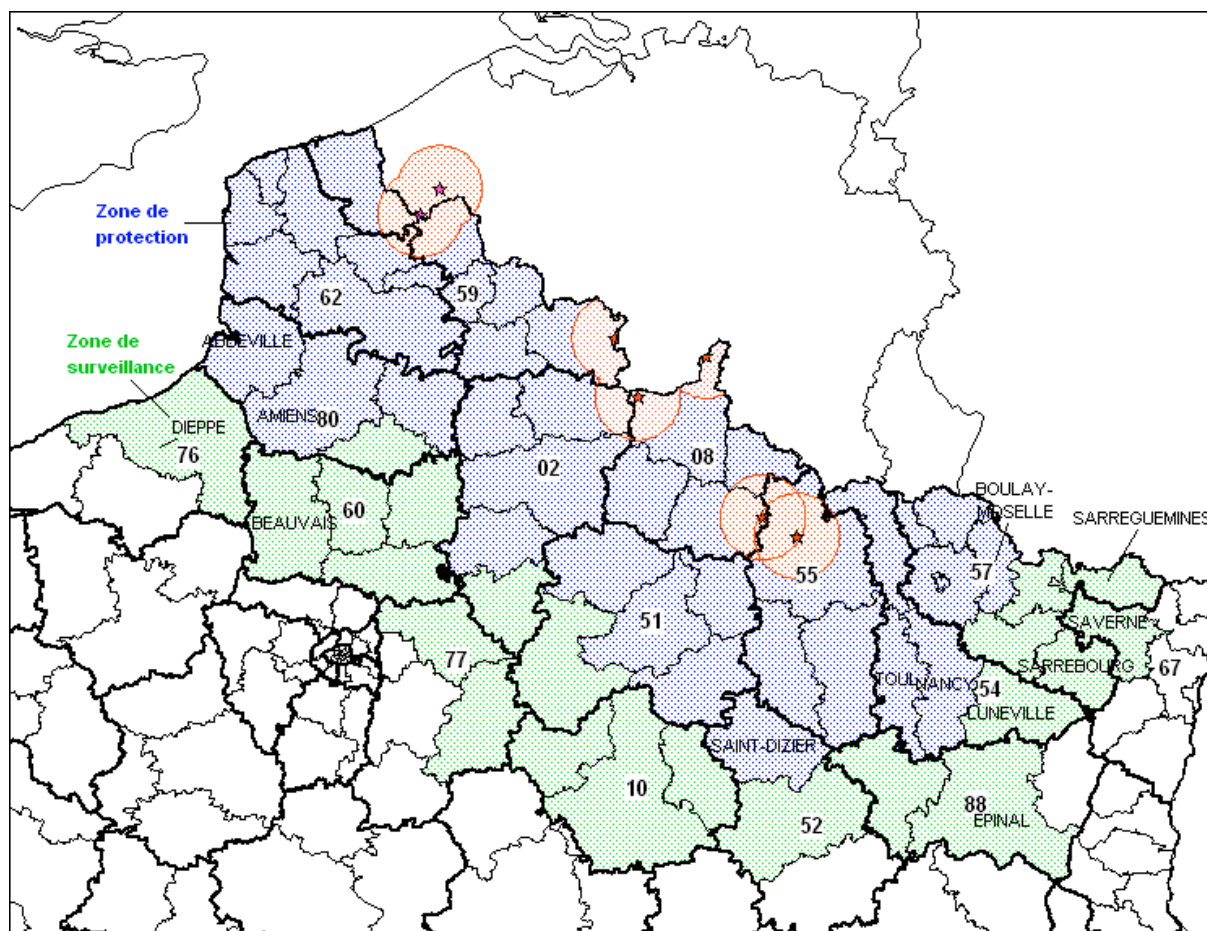 Zone de
protection
62
59
ABBEVILLE
Zone de
surveillance
AMIENS
80
DIEPPE
76
02
08
60
BEAUVAIS
BOULAY-
MOSELLE
SARREGUEMINES
55
57
51
SAVERNE
77
SARREBOURG
67
TOUL
NANCY
54
LUNEVILLE
SAINT-DIZIER
10
52
88
EPINAL